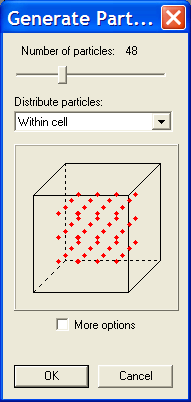 Generate Part...
Number of particles: 48
Distribute particles:
Within cell
More options
OK Cancel